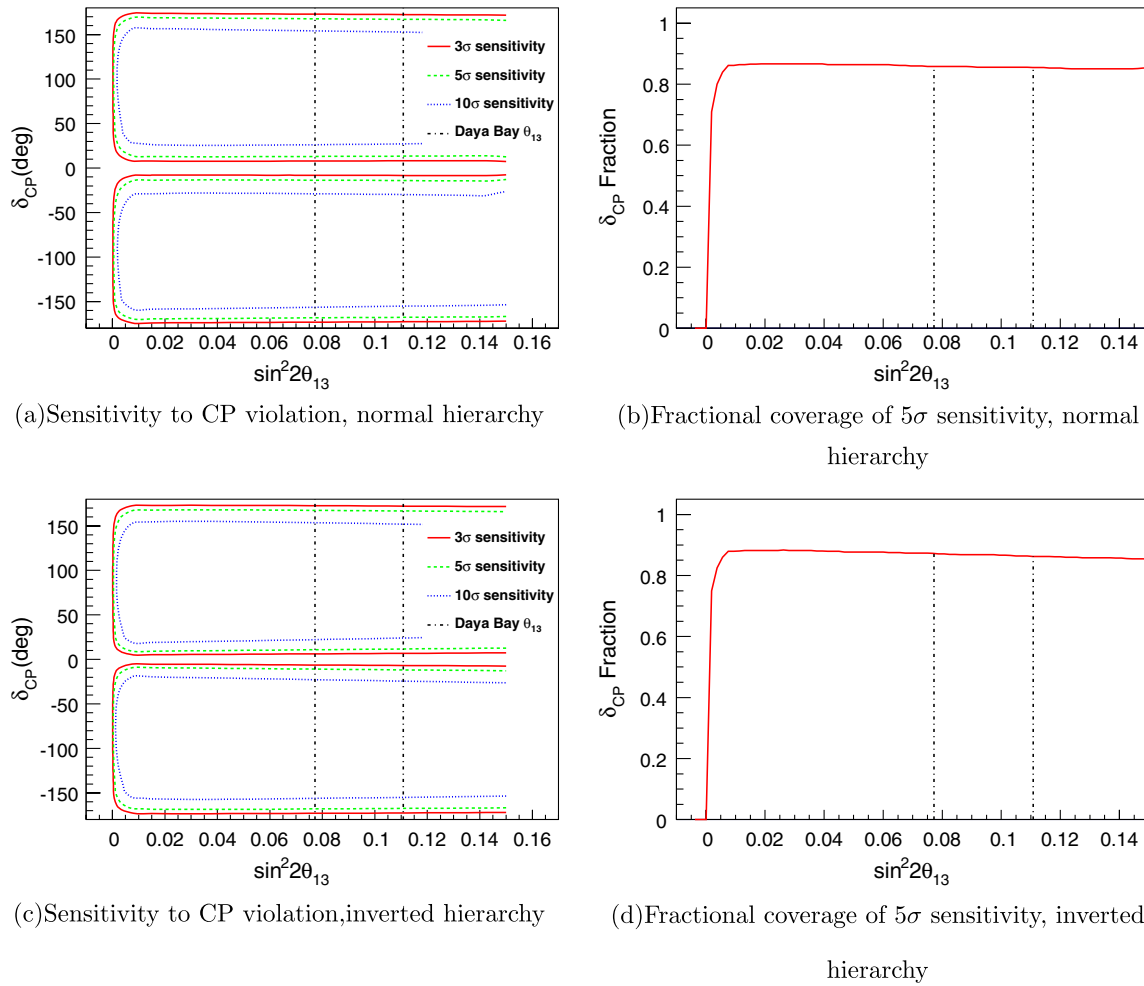 150
100
50
0
-50
-100
-150
δCP(deg)
3σ sensitivity
5σ sensitivity
10σ sensitivity
Daya Bay θ13
0 0.02 0.04 0.06 0.08 0.1 0.12 0.14 0.16
sin²2θ13
(a)Sensitivity to CP violation, normal hierarchy
1
0.8
0.6
0.4
0.2
0
δCP Fraction
0 0.02 0.04 0.06 0.08 0.1 0.12 0.14
sin²2θ13
(b)Fractional coverage of 5σ sensitivity, normal
hierarchy
150
100
50
0
-50
-100
-150
δCP(deg)
3σ sensitivity
5σ sensitivity
10σ sensitivity
Daya Bay θ13
0 0.02 0.04 0.06 0.08 0.1 0.12 0.14 0.16
sin²2θ13
(c)Sensitivity to CP violation,inverted hierarchy
1
0.8
0.6
0.4
0.2
0
δCP Fraction
0 0.02 0.04 0.06 0.08 0.1 0.12 0.14
sin²2θ13
(d)Fractional coverage of 5σ sensitivity, inverted
hierarchy